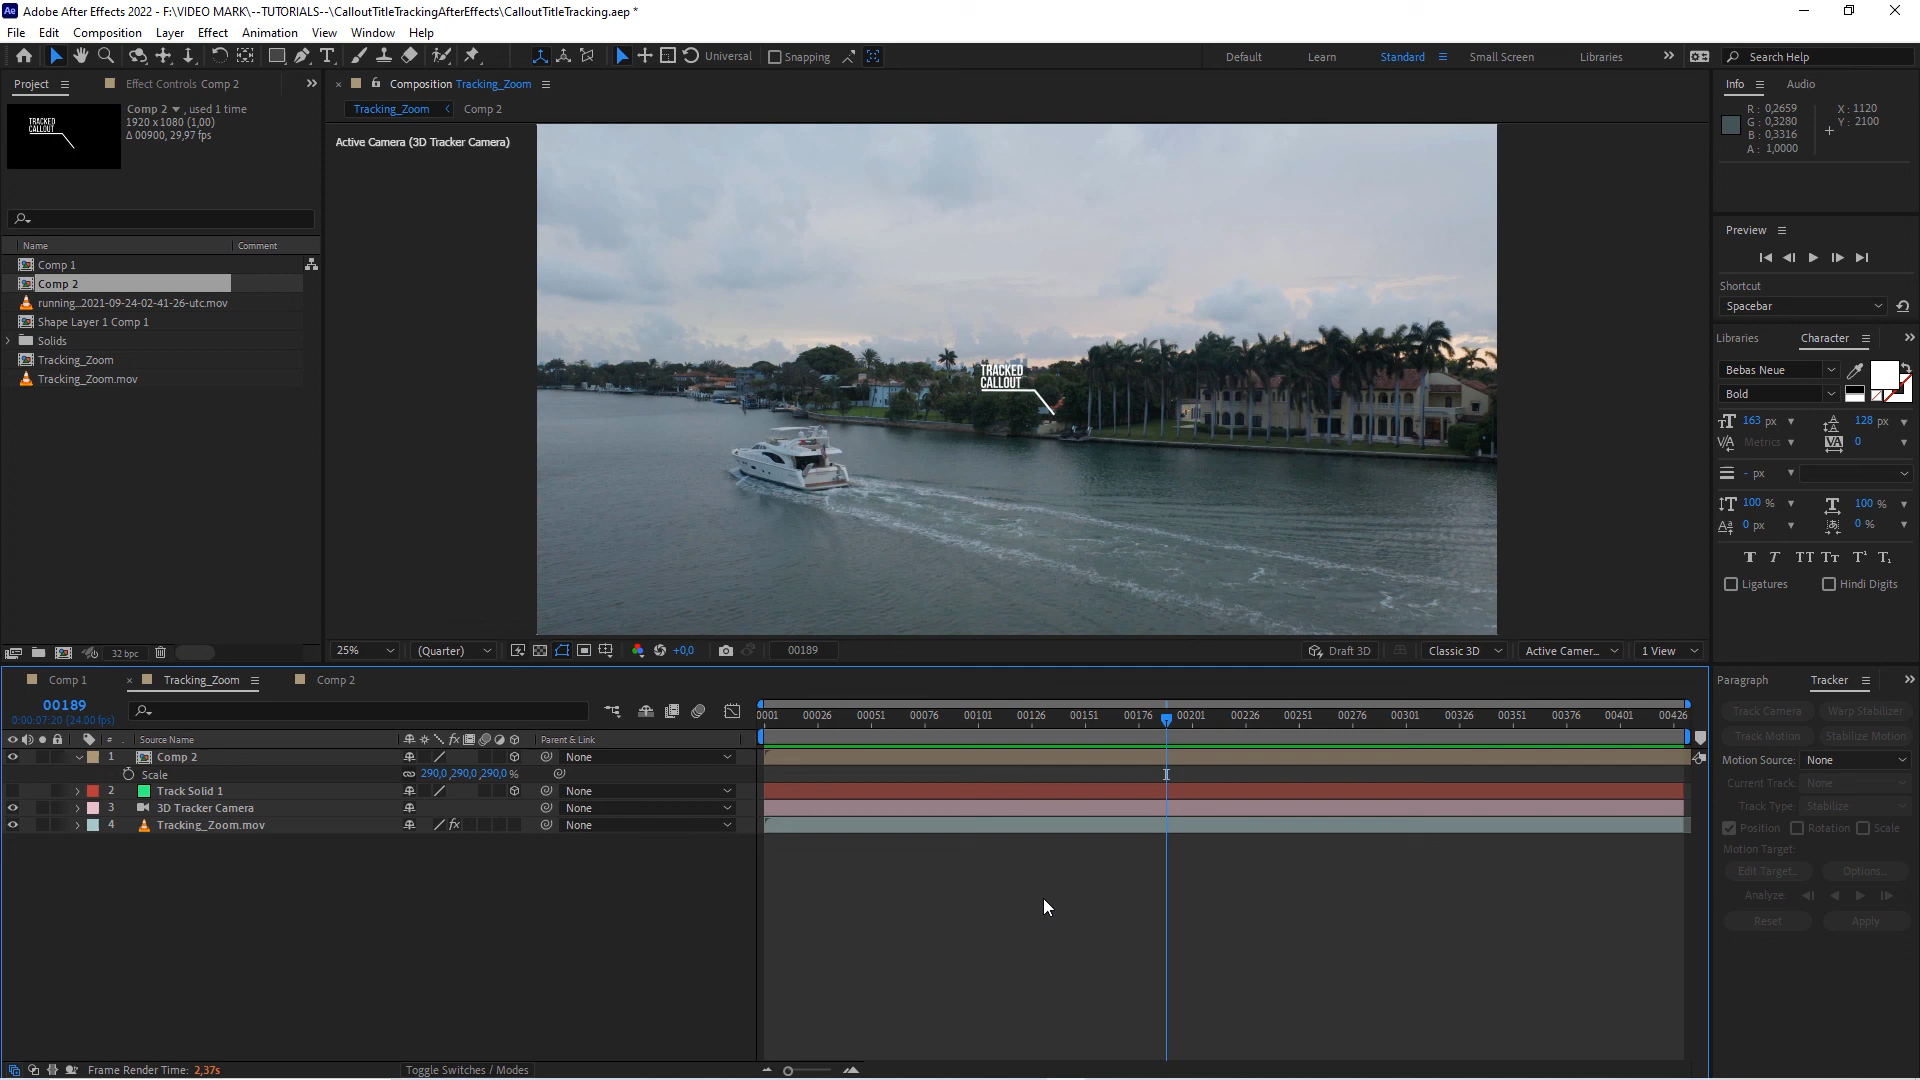 Ae Adobe After Effects 2022 - F:\VIDEO MARK\--TUTORIALS--\CalloutTitleTrackingAfterEffects\CalloutTitleTracking.aep *
File Edit Composition Layer Effect Animation View Window Help
Universal Snapping Default Learn Standard Small Screen Libraries Search Help
Project Effect Controls Comp 2
Comp 2 , used 1 time
1920 x 1080 (1,00)
Δ 00900, 29,97 fps
TRACKED
CALLOUT
Name Comment
Comp 1
Comp 2
running...2021-09-24-02-41-26-utc.mov
Shape Layer 1 Comp 1
Solids
Tracking_Zoom
Tracking_Zoom.mov
32 bpc
Composition Tracking_Zoom
Tracking_Zoom Comp 2
Active Camera (3D Tracker Camera)
TRACKED
CALLOUT
25% (Quarter) +0,0 00189 Draft 3D Classic 3D Active Camer... 1 View
Info Audio
R : 0,2659
G : 0,3280
B : 0,3316
A : 1,0000
X : 1120
Y : 2100
Preview
Shortcut
Spacebar
Libraries Character
Bebas Neue
Bold
163 px 128 px
Metrics 0
- px
100 % 100 %
0 px 0 %
Ligatures Hindi Digits
Comp 1 Tracking_Zoom Comp 2
00189
0:00:07:20 (24.00 fps)
0001 00026 00051 00076 00101 00126 00151 00176 00201 00226 00251 00276 00301 00326 00351 00376 00401 00426
# Source Name Parent & Link
1 Comp 2 None
Scale 290,0,290,0,290,0 %
2 Track Solid 1 None
3 3D Tracker Camera None
4 Tracking_Zoom.mov fx None
Frame Render Time: 2,37s Toggle Switches / Modes
Paragraph Tracker
Track Camera Warp Stabilizer
Track Motion Stabilize Motion
Motion Source: None
Current Track: None
Track Type: Stabilize
Position Rotation Scale
Motion Target:
Edit Target... Options...
Analyze:
Reset Apply